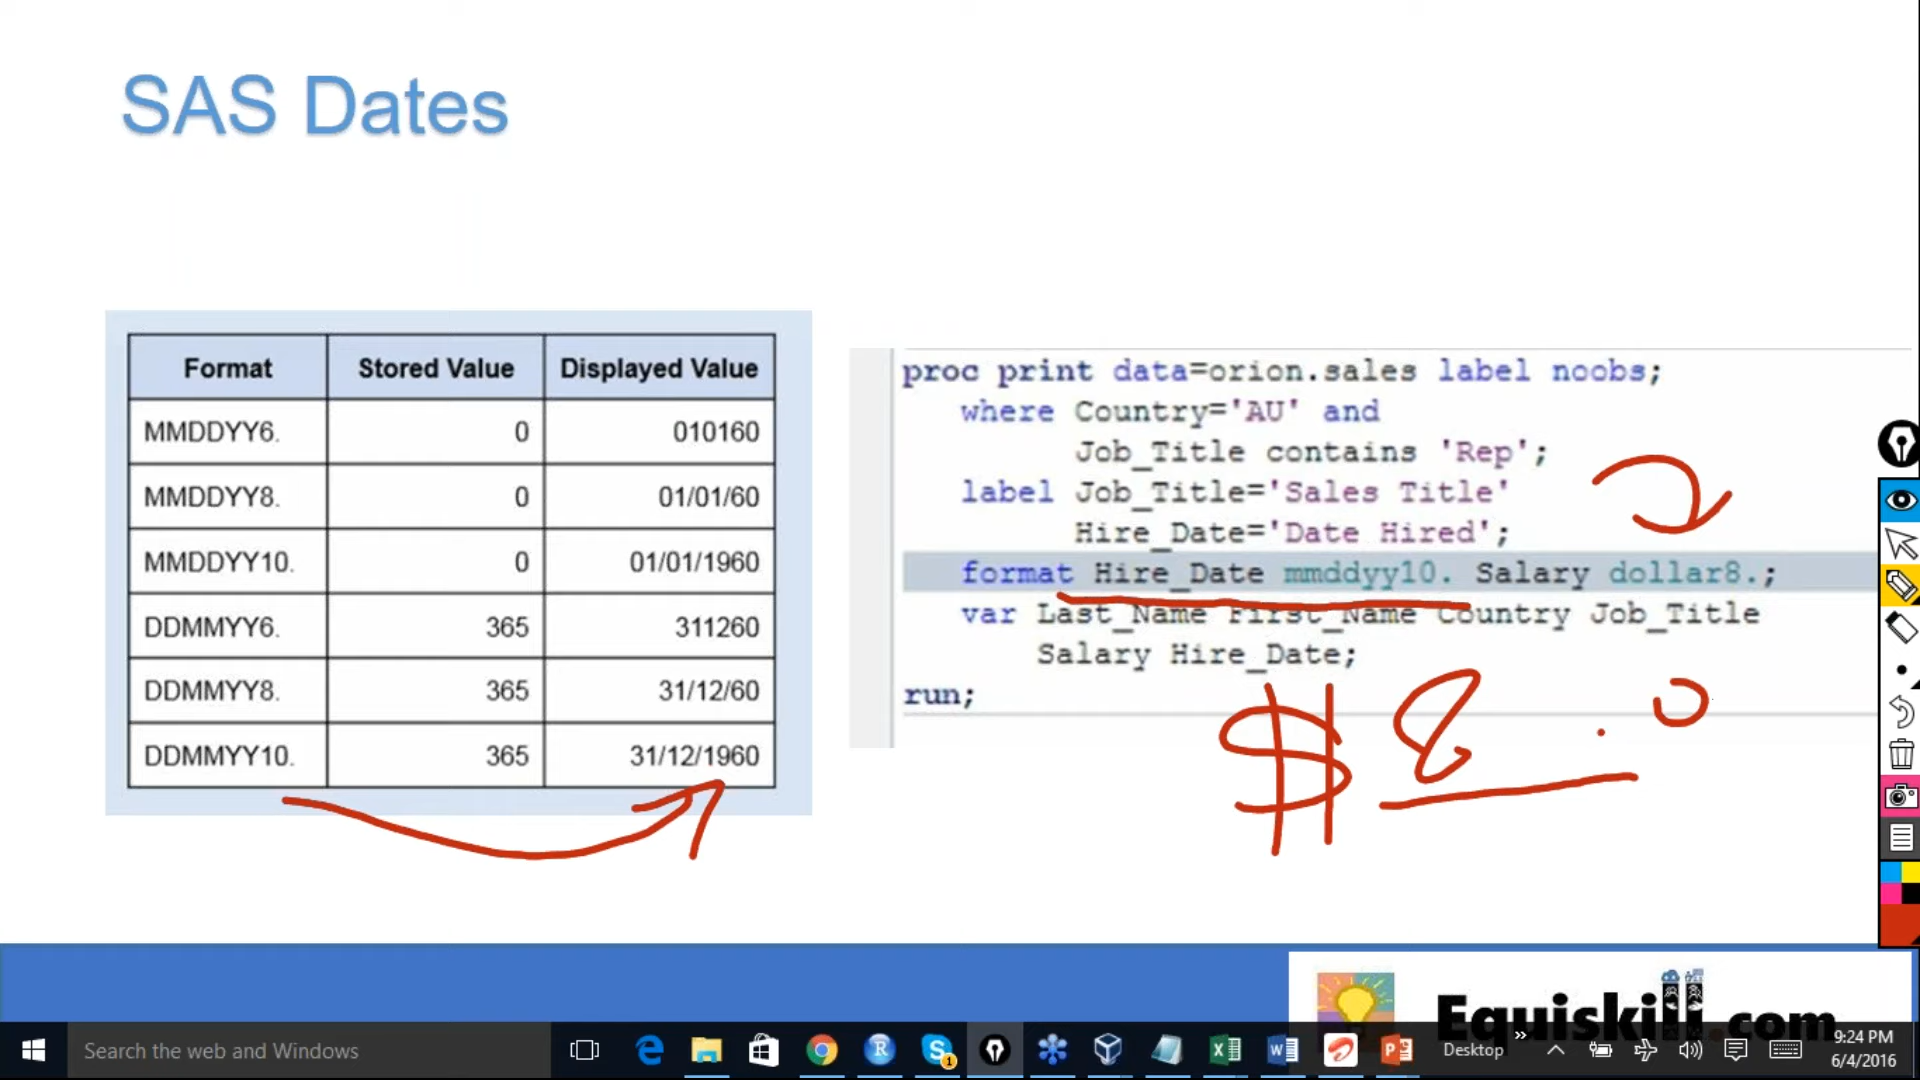 SAS Dates
Format Stored Value Displayed Value
MMDDYY6. 0 010160
MMDDYY8. 0 01/01/60
MMDDYY10. 0 01/01/1960
DDMMYY6. 365 311260
DDMMYY8. 365 31/12/60
DDMMYY10. 365 31/12/1960
proc print data=orion.sales label noobs;
where Country='AU' and
Job_Title contains 'Rep';
label Job_Title='Sales Title'
Hire_Date='Date Hired';
format Hire_Date mmddyy10. Salary dollar8.;
var Last_Name First_Name Country Job_Title
Salary Hire_Date;
run;
$8.0
Equiskill.com
Search the web and Windows
Desktop
9:24 PM
6/4/2016